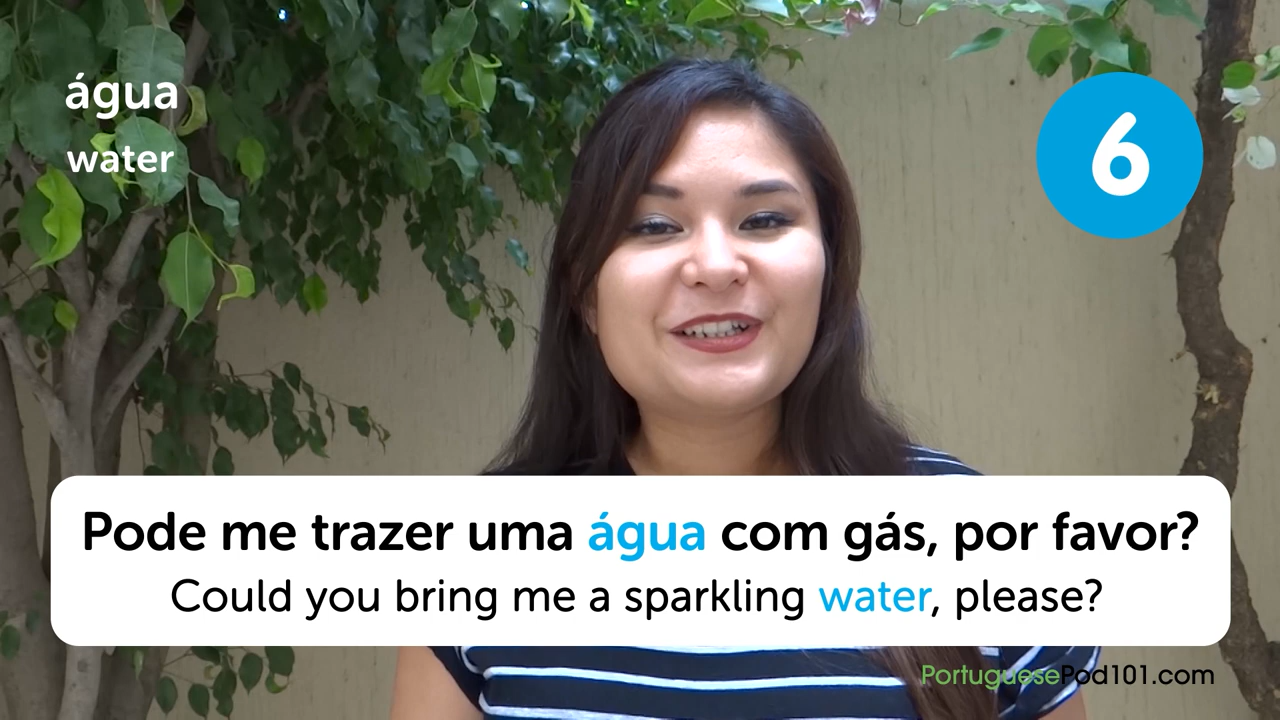 água
water
6
Pode me trazer uma água com gás, por favor?
Could you bring me a sparkling water, please?
PortuguesePod101.com